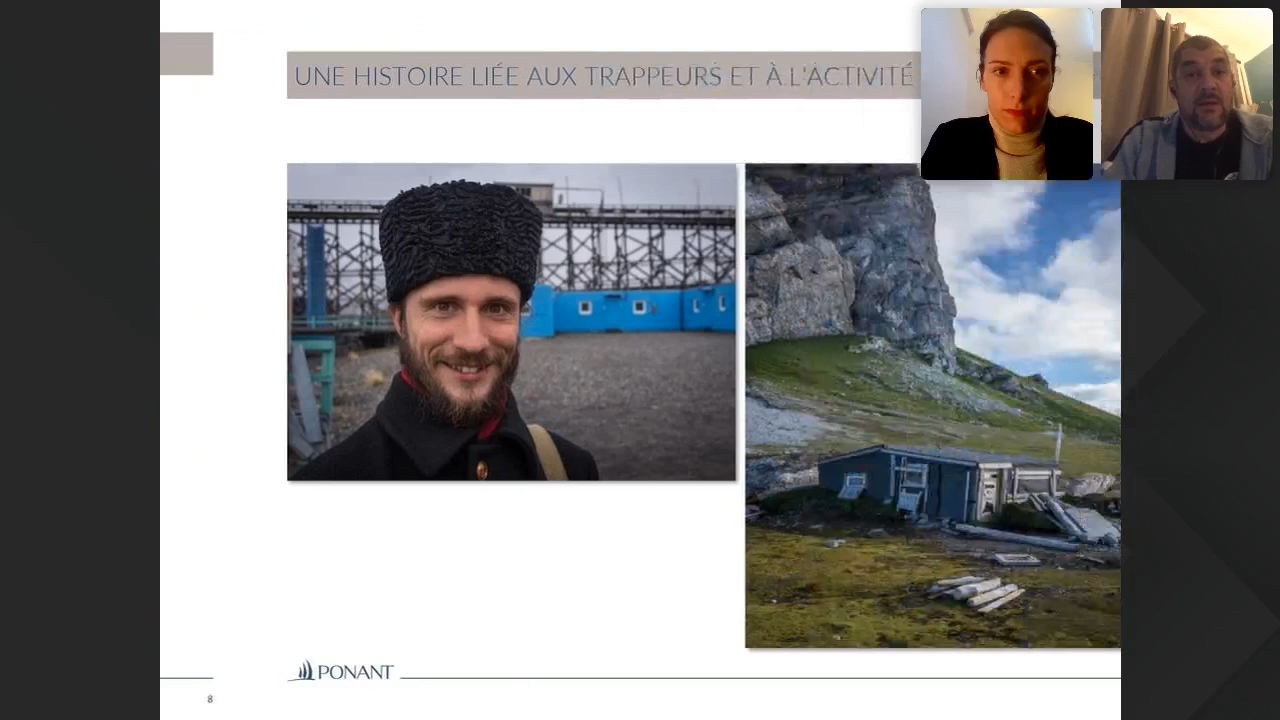 UNE HISTOIRE LIÉE AUX TRAPPEURS ET À L'ACTIVITÉ
PONANT
8